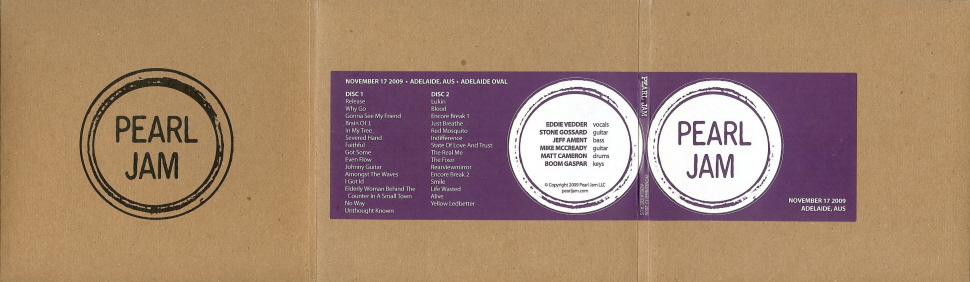 PEARL
JAM
NOVEMBER 17 2009 • ADELAIDE, AUS • ADELAIDE OVAL
DISC 1
Release
Why Go
Gonna See My Friend
Brain Of J.
In My Tree
Severed Hand
Faithful
Got Some
Even Flow
Johnny Guitar
Amongst The Waves
I Got Id
Elderly Woman Behind The
Counter In A Small Town
No Way
Unthought Known
DISC 2
Lukin
Blood
Encore Break 1
Just Breathe
Red Mosquito
Indifference
State Of Love And Trust
The Real Me
The Fixer
Rearviewmirror
Encore Break 2
Smile
Life Wasted
Alive
Yellow Ledbetter
EDDIE VEDDER vocals
STONE GOSSARD guitar
JEFF AMENT bass
MIKE MCCREADY guitar
MATT CAMERON drums
BOOM GASPAR keys
© Copyright 2009 Pearl Jam LLC
pearljam.com
PEARL JAM
NOVEMBER 17 2009
ADELAIDE, AUS
PEARL
JAM
NOVEMBER 17 2009
ADELAIDE, AUS